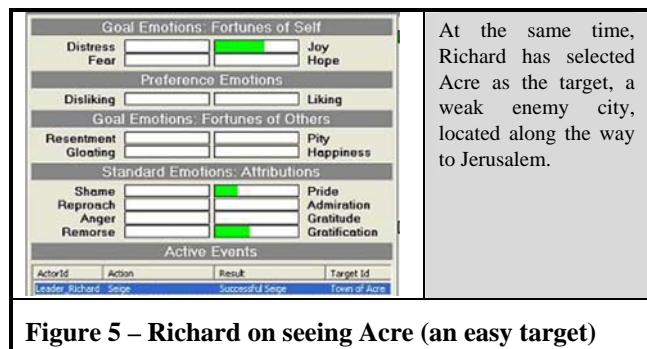 Goal Emotions: Fortunes of Self
Distress Joy
Fear Hope
Preference Emotions
Disliking Liking
Goal Emotions: Fortunes of Others
Resentment Pity
Gloating Happiness
Standard Emotions: Attributions
Shame Pride
Reproach Admiration
Anger Gratitude
Remorse Gratification
Active Events
ActorId Action Result Target Id
Leader_Richard Seige Successful Seige Town of Acre
At the same time,
Richard has selected
Acre as the target, a
weak enemy city,
located along the way
to Jerusalem.
Figure 5 – Richard on seeing Acre (an easy target)